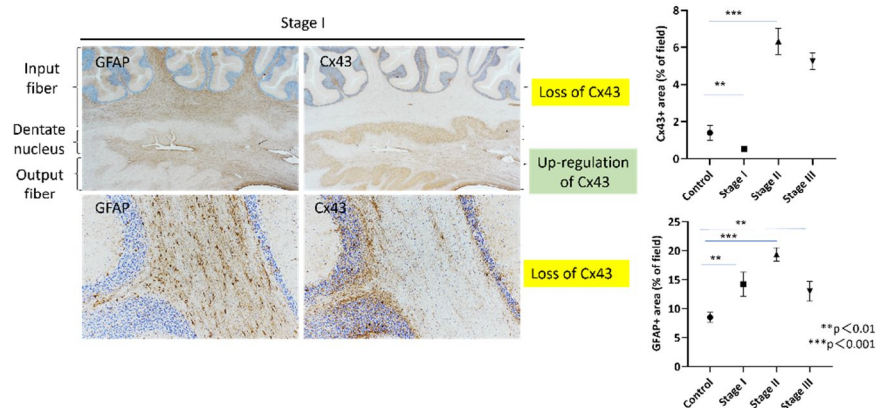 Stage I
GFAP
Cx43
Input
fiber
Loss of Cx43
Dentate
nucleus
Output
fiber
Up-regulation
of Cx43
GFAP
Cx43
Loss of Cx43
Cx43+ area (% of field)
8
6
4
2
0
***
**
Control
Stage I
Stage II
Stage III
GFAP+ area (% of field)
25
20
15
10
5
0
**
***
**
Control
Stage I
Stage II
Stage III
**p<0.01
***p<0.001